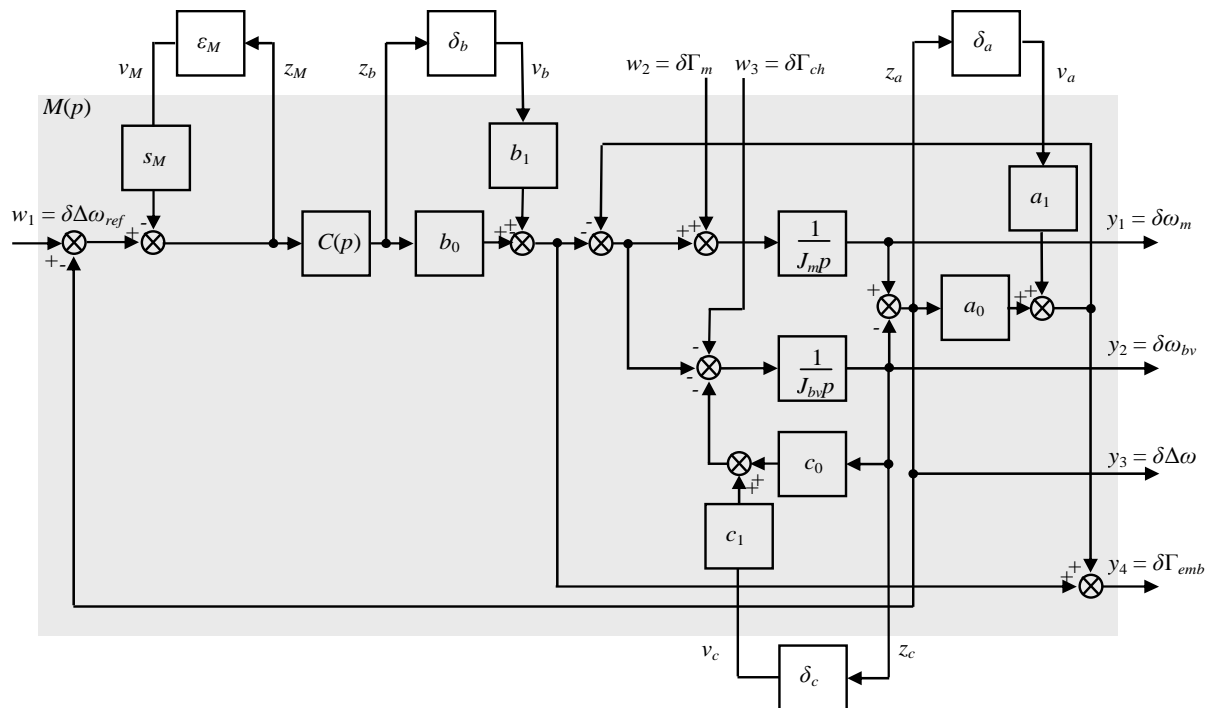 ε_M
δ_b
δ_a
v_M
z_M
z_b
v_b
w_2 = δΓ_m
w_3 = δΓ_ch
z_a
v_a
M(p)
s_M
b_1
a_1
w_1 = δΔω_ref
C(p)
b_0
1
J_m p
y_1 = δω_m
a_0
1
J_bv p
y_2 = δω_bv
c_0
y_3 = δΔω
c_1
y_4 = δΓ_emb
v_c
z_c
δ_c